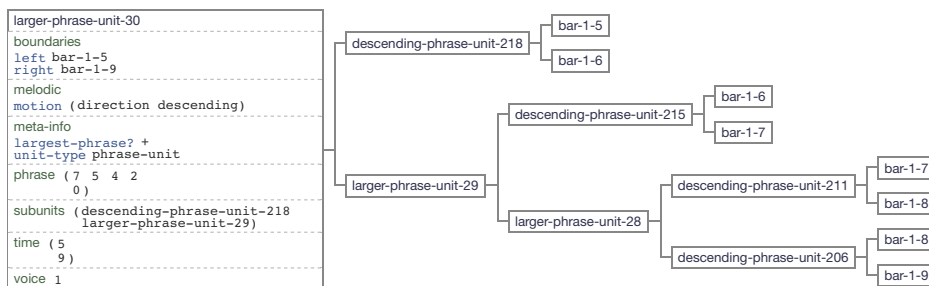 larger-phrase-unit-30
boundaries
left bar-1-5
right bar-1-9
melodic
motion (direction descending)
meta-info
largest-phrase? +
unit-type phrase-unit
phrase (7 5 4 2
0)
subunits (descending-phrase-unit-218
larger-phrase-unit-29)
time (5
9)
voice 1
descending-phrase-unit-218
bar-1-5
bar-1-6
larger-phrase-unit-29
descending-phrase-unit-215
bar-1-6
bar-1-7
larger-phrase-unit-28
descending-phrase-unit-211
bar-1-7
bar-1-8
descending-phrase-unit-206
bar-1-8
bar-1-9